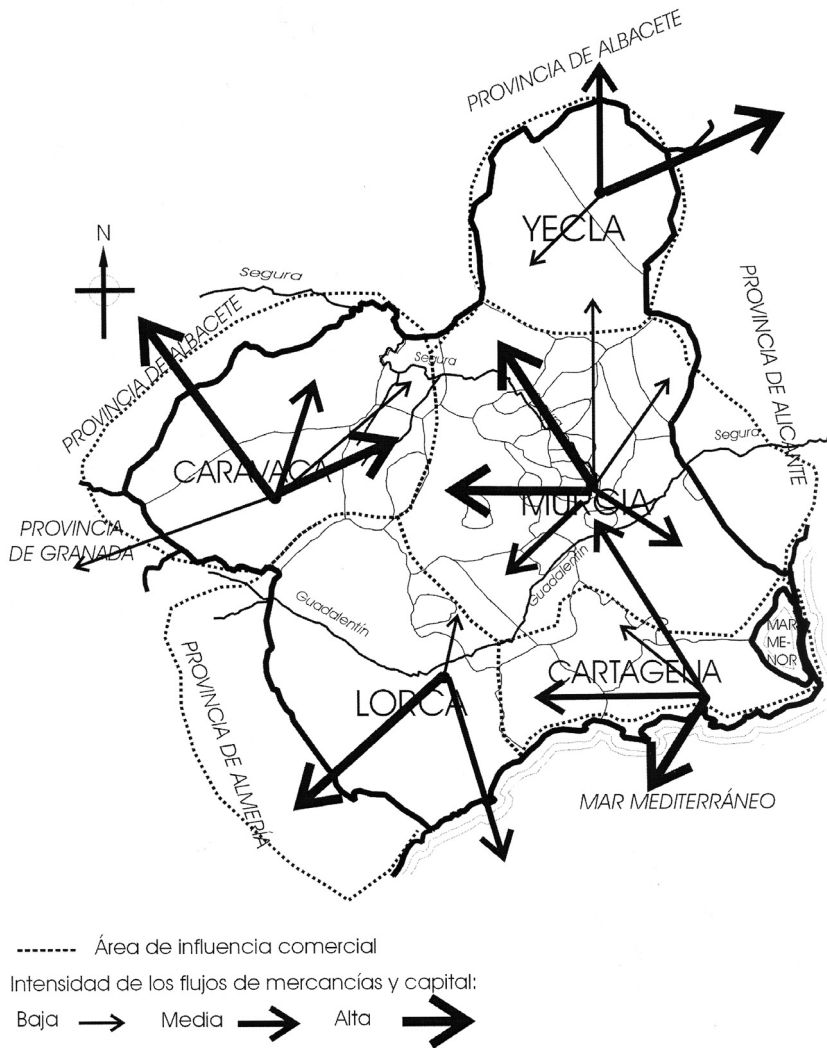 PROVINCIA DE ALBACETE
YECLA
N
Segura
PROVINCIA DE ALBACETE
PROVINCIA DE ALICANTE
Segura
Segura
CARAVACA
MURCIA
PROVINCIA
DE GRANADA
Guadalentín
Guadalentín
MAR
ME-
NOR
CARTAGENA
LORCA
PROVINCIA DE ALMERÍA
MAR MEDITERRÁNEO
Área de influencia comercial
Intensidad de los flujos de mercancías y capital:
Baja Media Alta